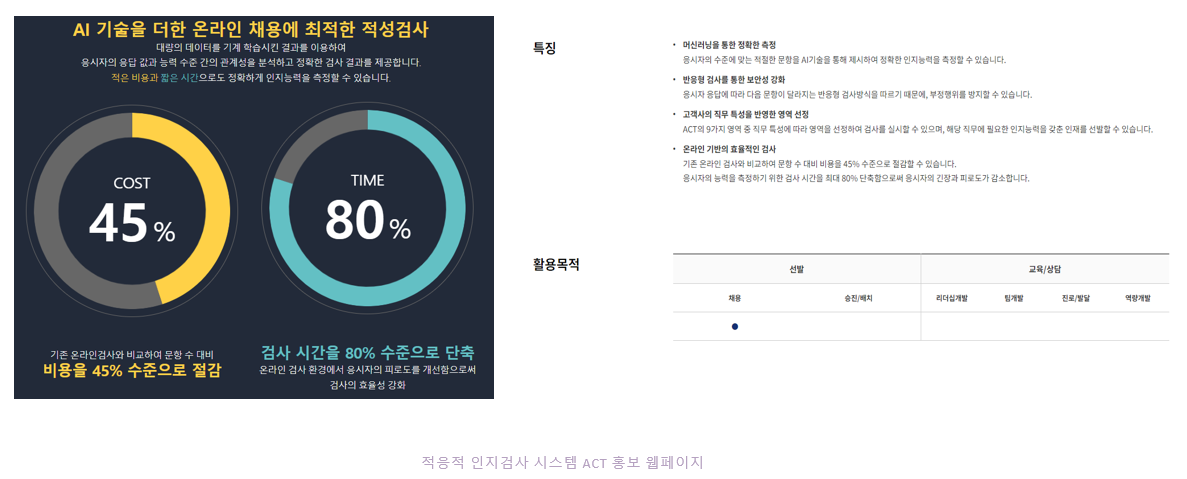 AI 기술을 더한 온라인 채용에 최적한 적성검사
대량의 데이터를 기계 학습시킨 결과를 이용하여
응시자의 응답 값과 능력 수준 간의 관계성을 분석하고 정확한 검사 결과를 제공합니다.
적은 비용과 짧은 시간으로도 정확하게 인지능력을 측정할 수 있습니다.
COST
45 %
TIME
80 %
기존 온라인검사와 비교하여 문항 수 대비
비용을 45% 수준으로 절감
검사 시간을 80% 수준으로 단축
온라인 검사 환경에서 응시자의 피로도를 개선함으로써
검사의 효율성 강화
특징
• 머신러닝을 통한 정확한 측정
응시자의 수준에 맞는 적절한 문항을 AI기술을 통해 제시하여 정확한 인지능력을 측정할 수 있습니다.
• 반응형 검사를 통한 보안성 강화
응시자 응답에 따라 다음 문항이 달라지는 반응형 검사방식을 따르기 때문에, 부정행위를 방지할 수 있습니다.
• 고객사의 직무 특성을 반영한 영역 선정
ACT의 9가지 영역 중 직무 특성에 따라 영역을 선정하여 검사를 실시할 수 있으며, 해당 직무에 필요한 인지능력을 갖춘 인재를 선발할 수 있습니다.
• 온라인 기반의 효율적인 검사
기존 온라인 검사와 비교하여 문항 수 대비 비용을 45% 수준으로 절감할 수 있습니다.
응시자의 능력을 측정하기 위한 검사 시간을 최대 80% 단축함으로써 응시자의 긴장과 피로도가 감소합니다.
활용목적
선발 교육/상담
채용 승진/배치 리더십개발 팀개발 진로/발달 역량개발
적응적 인지검사 시스템 ACT 홍보 웹페이지